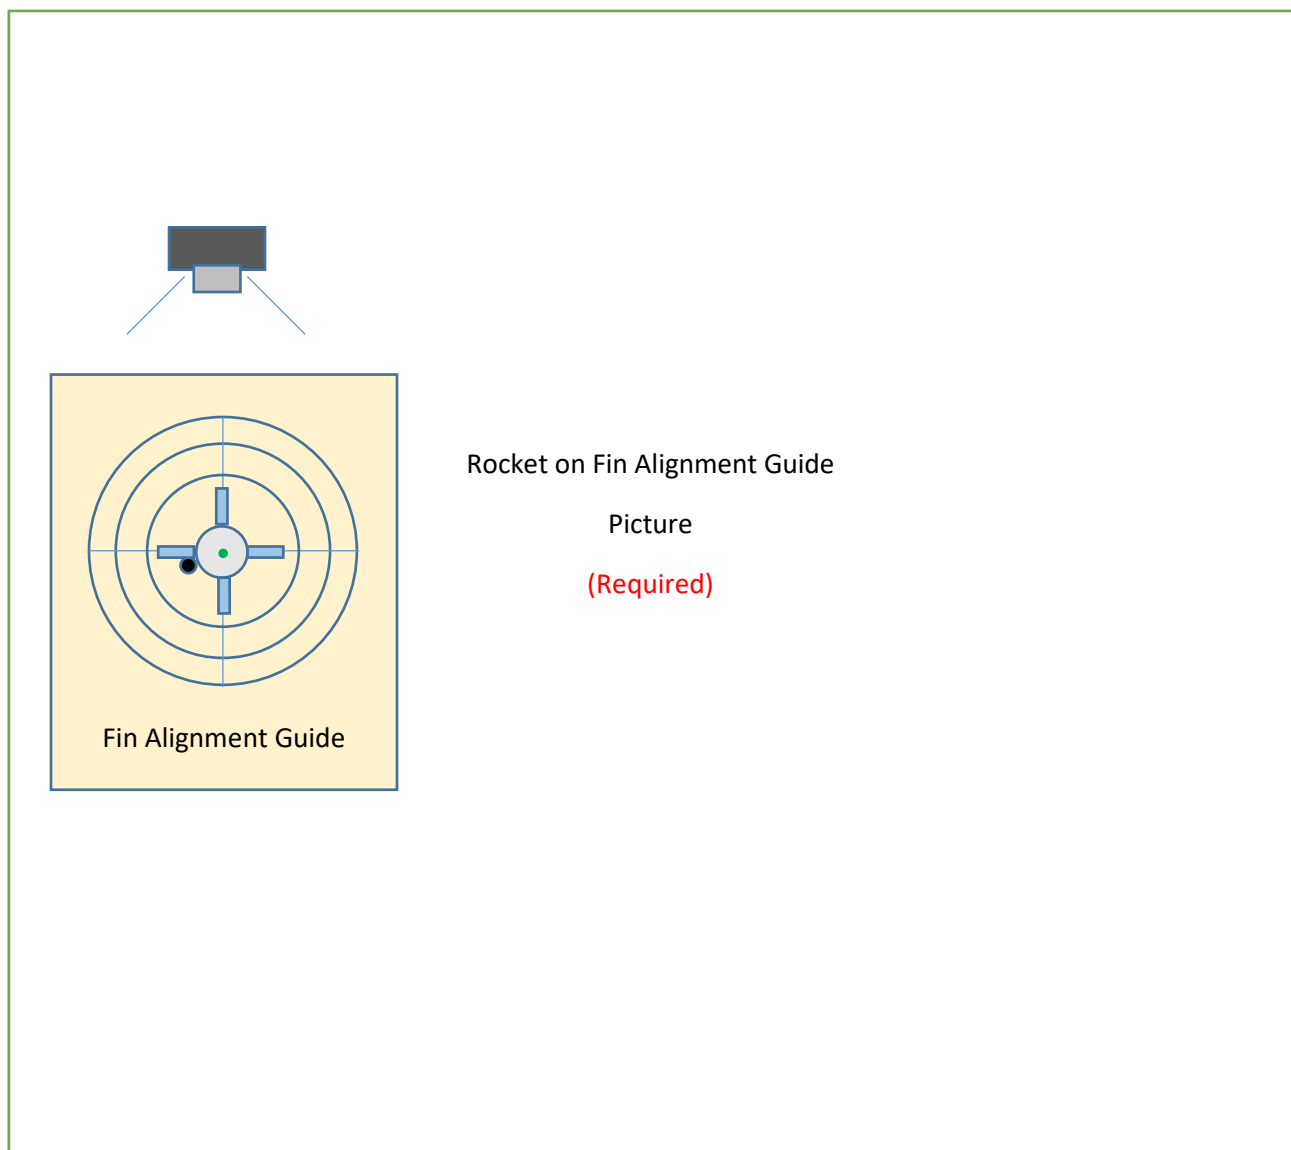 Rocket on Fin Alignment Guide
Picture
(Required)
Fin Alignment Guide